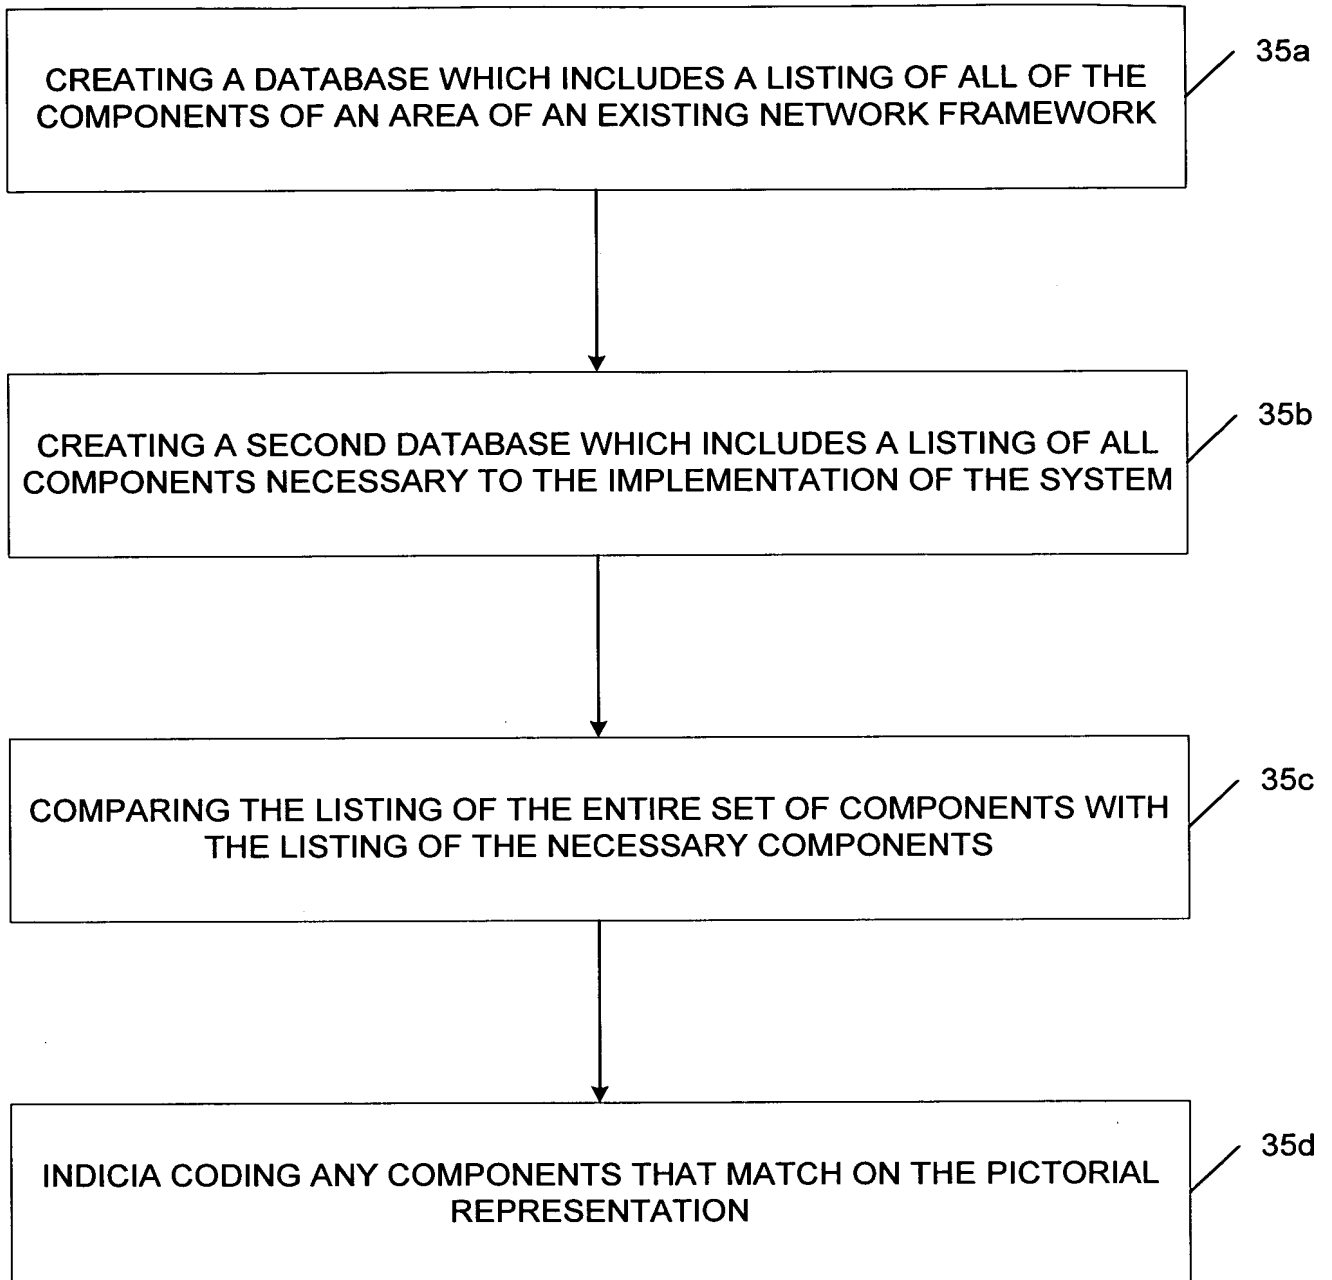 35a
CREATING A DATABASE WHICH INCLUDES A LISTING OF ALL OF THE
COMPONENTS OF AN AREA OF AN EXISTING NETWORK FRAMEWORK
35b
CREATING A SECOND DATABASE WHICH INCLUDES A LISTING OF ALL
COMPONENTS NECESSARY TO THE IMPLEMENTATION OF THE SYSTEM
35c
COMPARING THE LISTING OF THE ENTIRE SET OF COMPONENTS WITH
THE LISTING OF THE NECESSARY COMPONENTS
35d
INDICIA CODING ANY COMPONENTS THAT MATCH ON THE PICTORIAL
REPRESENTATION